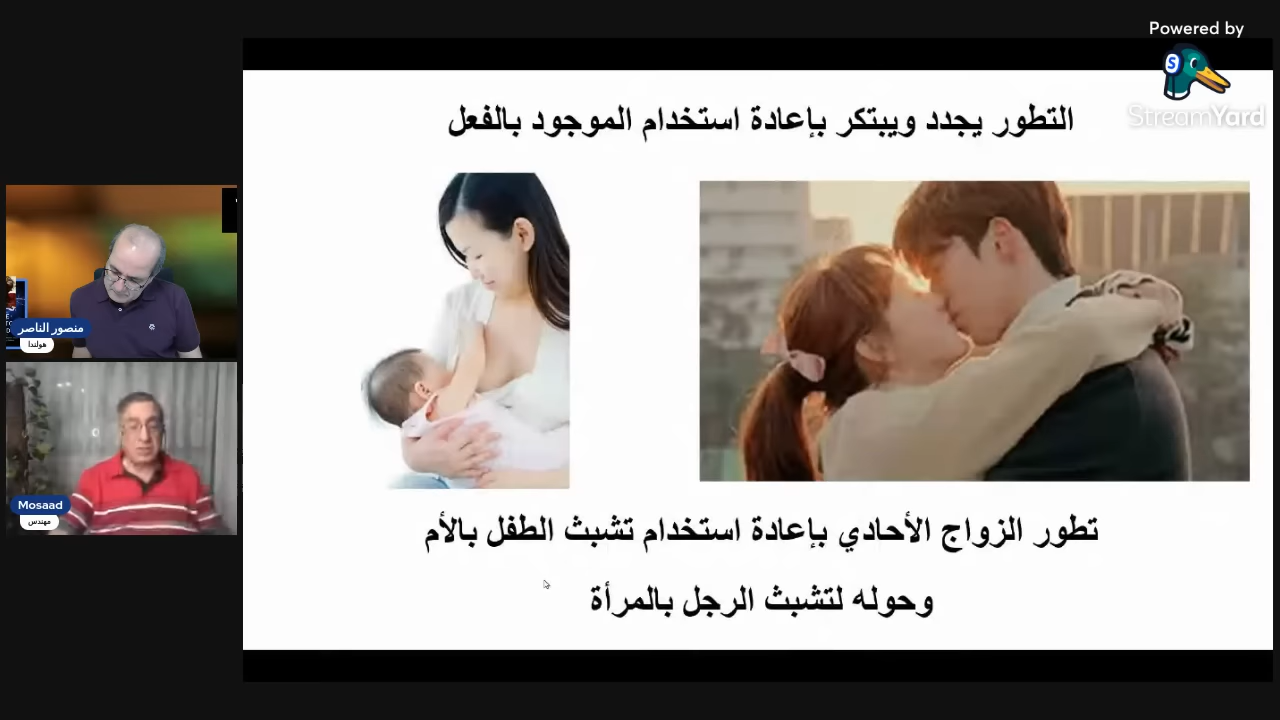 Powered by
StreamYard
التطور يجدد ويبتكر بإعادة استخدام الموجود بالفعل
منصور الناصر
هولندا
Mosaad
مهندس
تطور الزواج الأحادي بإعادة استخدام تشبث الطفل بالأم
وحوله لتشبث الرجل بالمرأة